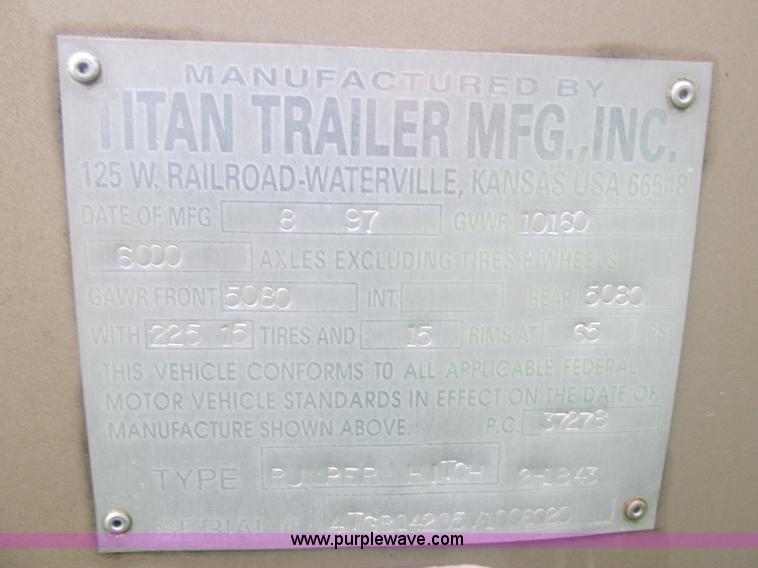 MANUFACTURED BY
TITAN TRAILER MFG., INC.
125 W. RAILROAD-WATERVILLE, KANSAS USA 66548
DATE OF MFG. 8 97 GVWR 10160
6000 AXLES EXCLUDING TIRES & WHEELS
GAWR FRONT 5080 INT. REAR 5080
WITH 225 15 TIRES AND 15 RIMS AT 65 PSI
THIS VEHICLE CONFORMS TO ALL APPLICABLE FEDERAL
MOTOR VEHICLE STANDARDS IN EFFECT ON THE DATE OF
MANUFACTURE SHOWN ABOVE. P.C. 37278
TYPE HITCH 2-1843
SERIAL #
www.purplewave.com